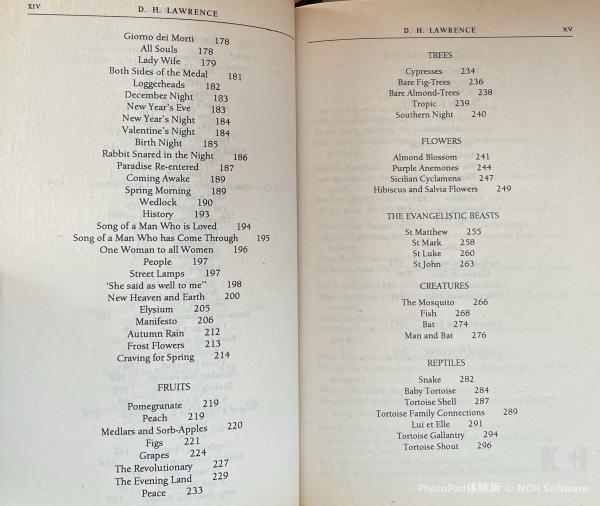 XIV
D. H. LAWRENCE
Giorno dei Morti 178
All Souls 178
Lady Wife 179
Both Sides of the Medal 181
Loggerheads 182
December Night 183
New Year's Eve 183
New Year's Night 184
Valentine's Night 184
Birth Night 185
Rabbit Snared in the Night 186
Paradise Re-entered 187
Coming Awake 189
Spring Morning 189
Wedlock 190
History 193
Song of a Man Who is Loved 194
Song of a Man Who has Come Through 195
One Woman to all Women 196
People 197
Street Lamps 197
'She said as well to me" 198
New Heaven and Earth 200
Elysium 205
Manifesto 206
Autumn Rain 212
Frost Flowers 213
Craving for Spring 214
FRUITS
Pomegranate 219
Peach 219
Medlars and Sorb-Apples 220
Figs 221
Grapes 224
The Revolutionary 227
The Evening Land 229
Peace 233
D. H. LAWRENCE XV
TREES
Cypresses 234
Bare Fig-Trees 236
Bare Almond-Trees 238
Tropic 239
Southern Night 240
FLOWERS
Almond Blossom 241
Purple Anemones 244
Sicilian Cyclamens 247
Hibiscus and Salvia Flowers 249
THE EVANGELISTIC BEASTS
St Matthew 255
St Mark 258
St Luke 260
St John 263
CREATURES
The Mosquito 266
Fish 268
Bat 274
Man and Bat 276
REPTILES
Snake 282
Baby Tortoise 284
Tortoise Shell 287
Tortoise Family Connections 289
Lui et Elle 291
Tortoise Gallantry 294
Tortoise Shout 296
NCH
PhotoPad体験版 © NCH Software